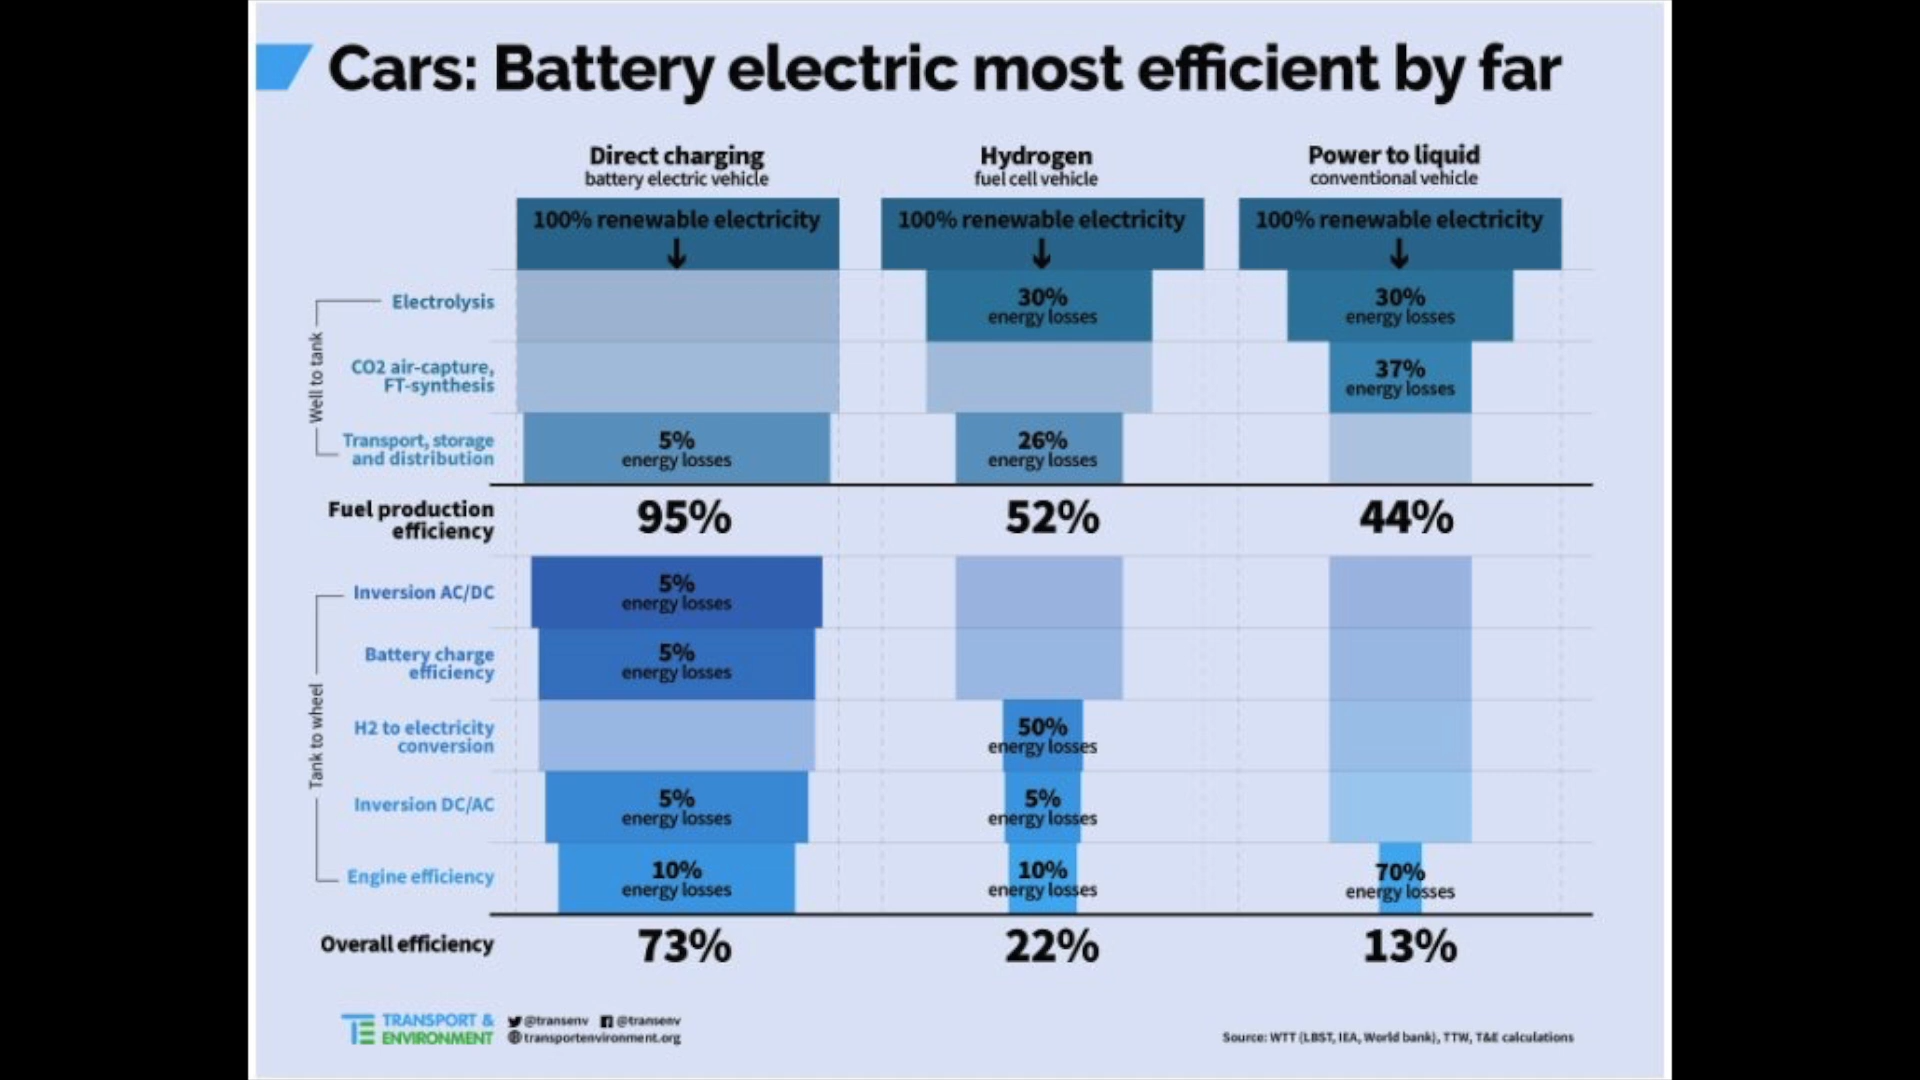 Cars: Battery electric most efficient by far
Direct charging
battery electric vehicle
Hydrogen
fuel cell vehicle
Power to liquid
conventional vehicle
100% renewable electricity
100% renewable electricity
100% renewable electricity
Well to tank
Electrolysis
30%
energy losses
30%
energy losses
CO2 air-capture,
FT-synthesis
37%
energy losses
Transport, storage
and distribution
5%
energy losses
26%
energy losses
Fuel production
efficiency
95%
52%
44%
Tank to wheel
Inversion AC/DC
5%
energy losses
Battery charge
efficiency
5%
energy losses
H2 to electricity
conversion
50%
energy losses
Inversion DC/AC
5%
energy losses
5%
energy losses
Engine efficiency
10%
energy losses
10%
energy losses
70%
energy losses
Overall efficiency
73%
22%
13%
TRANSPORT &
ENVIRONMENT
@transenv @transenv
transportenvironment.org
Source: WTT (LBST, IEA, World bank), TTW, T&E calculations